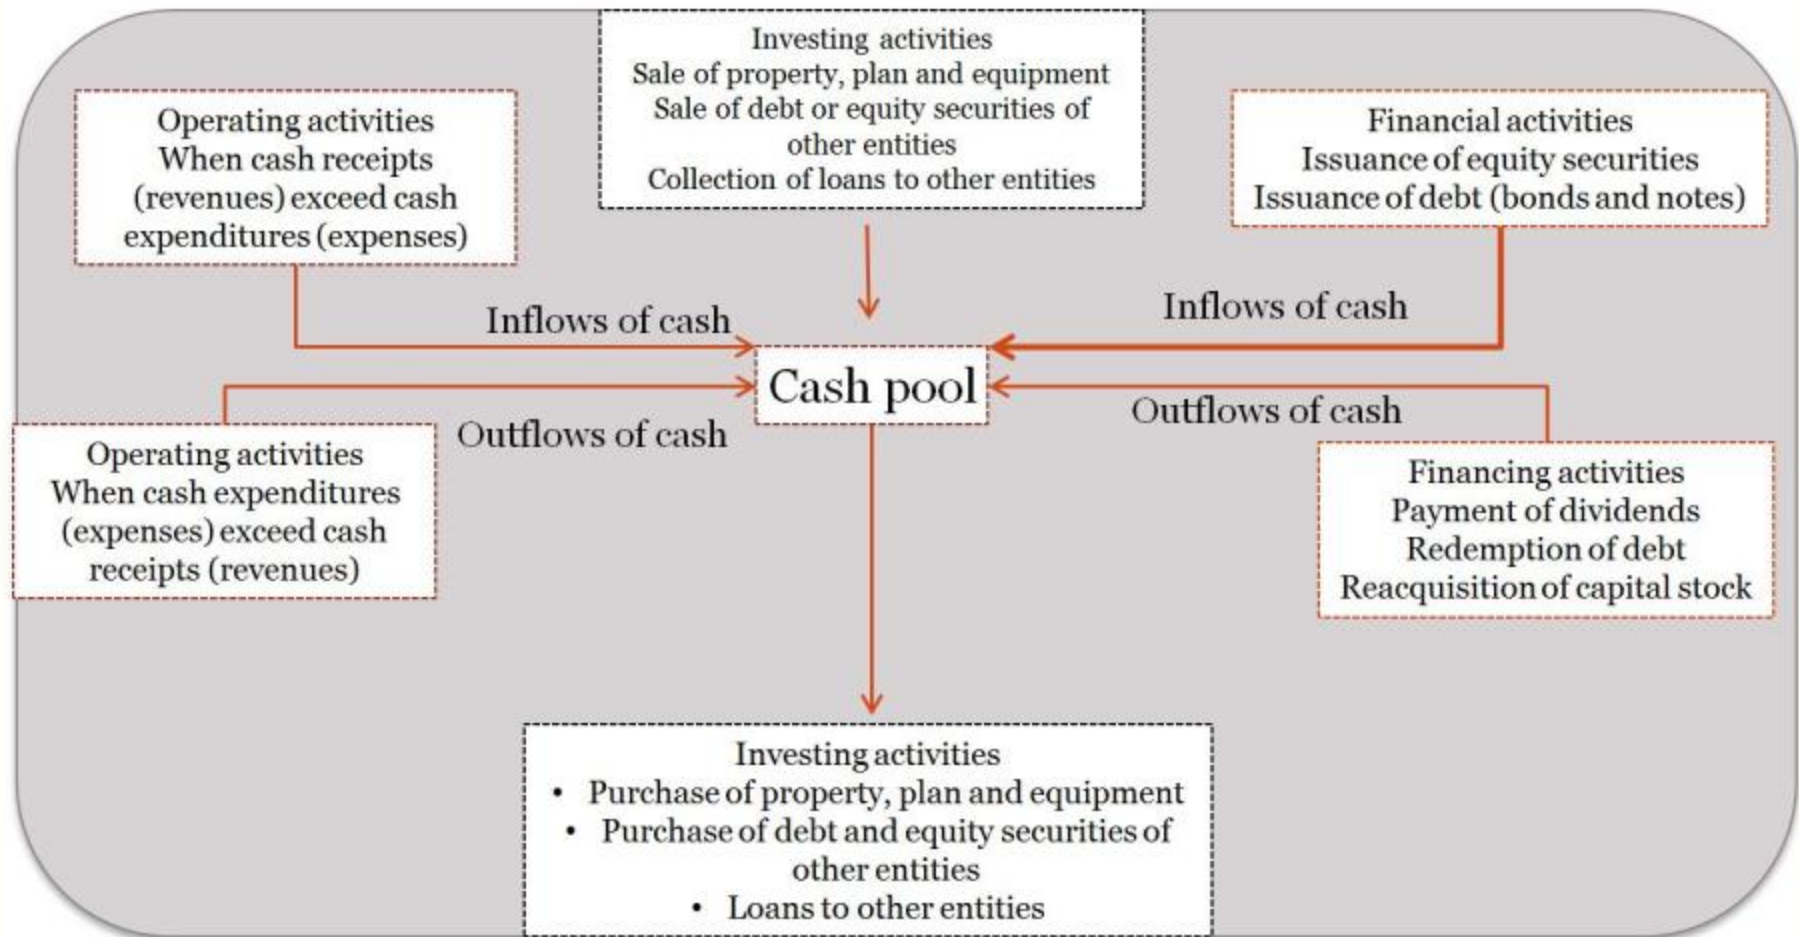 Investing activities
Sale of property, plan and equipment
Sale of debt or equity securities of
other entities
Collection of loans to other entities
Operating activities
When cash receipts
(revenues) exceed cash
expenditures (expenses)
Financial activities
Issuance of equity securities
Issuance of debt (bonds and notes)
Inflows of cash
Inflows of cash
Cash pool
Outflows of cash
Outflows of cash
Operating activities
When cash expenditures
(expenses) exceed cash
receipts (revenues)
Financing activities
Payment of dividends
Redemption of debt
Reacquisition of capital stock
Investing activities
• Purchase of property, plan and equipment
• Purchase of debt and equity securities of
other entities
• Loans to other entities